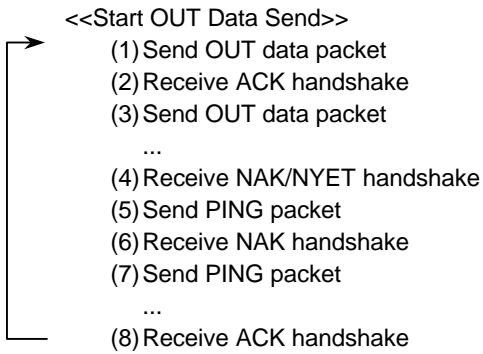 <<Start OUT Data Send>>
(1) Send OUT data packet
(2) Receive ACK handshake
(3) Send OUT data packet
...
(4) Receive NAK/NYET handshake
(5) Send PING packet
(6) Receive NAK handshake
(7) Send PING packet
...
(8) Receive ACK handshake